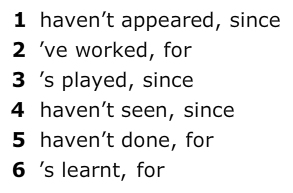 1 haven't appeared, since
2 've worked, for
3 's played, since
4 haven't seen, since
5 haven't done, for
6 's learnt, for